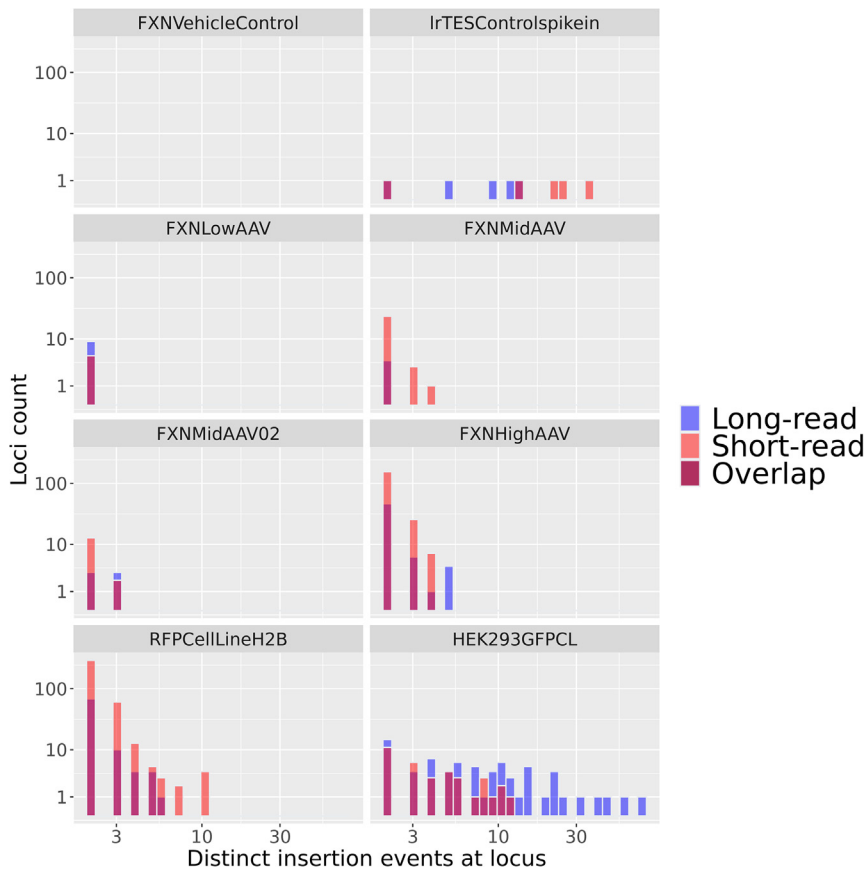 FXNVehicleControl
lrTESControlspikein
100
10
1
FXNLowAAV
FXNMidAAV
100
10
1
FXNMidAAV02
FXNHighAAV
100
10
1
RFPCellLineH2B
HEK293GFPCL
100
10
1
3 10 30
3 10 30
Distinct insertion events at locus
Loci count
Long-read
Short-read
Overlap